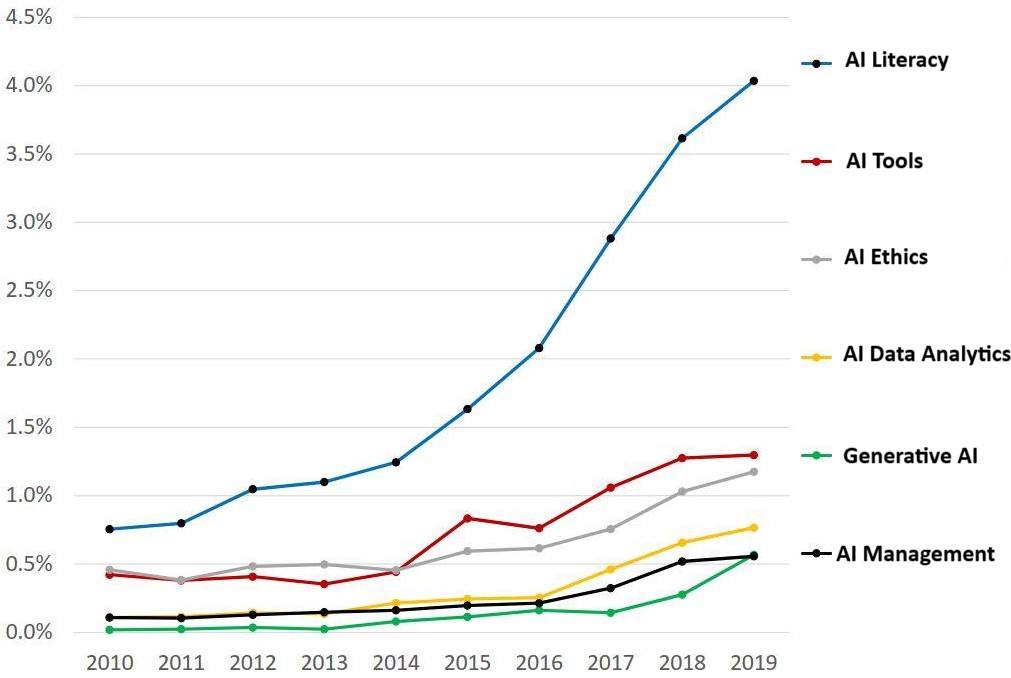 4.5%
4.0%
3.5%
3.0%
2.5%
2.0%
1.5%
1.0%
0.5%
0.0%
2010 2011 2012 2013 2014 2015 2016 2017 2018 2019
AI Literacy
AI Tools
AI Ethics
AI Data Analytics
Generative AI
AI Management